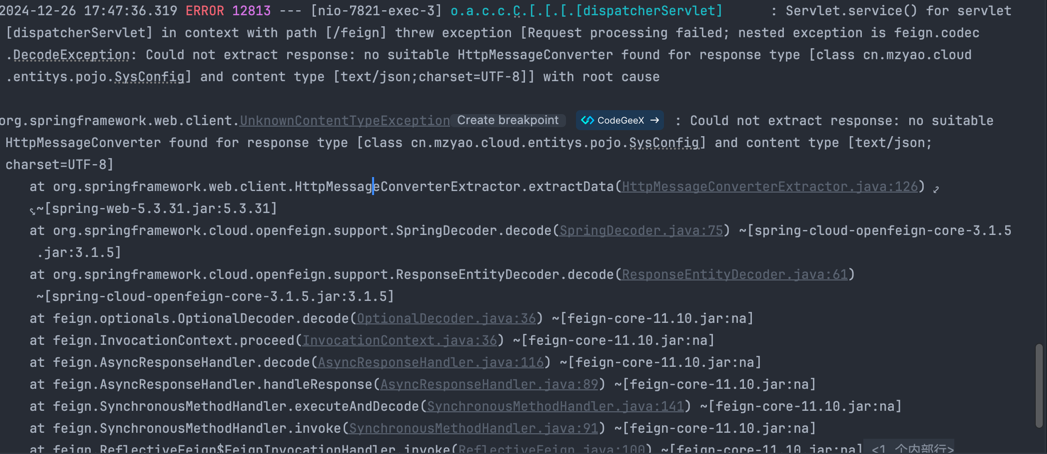 2024-12-26 17:47:36.319 ERROR 12813 --- [nio-7821-exec-3] o.a.c.c.C.[.[.[.[dispatcherServlet]      : Servlet.service() for servlet
[dispatcherServlet] in context with path [/feign] threw exception [Request processing failed; nested exception is feign.codec
.DecodeException: Could not extract response: no suitable HttpMessageConverter found for response type [class cn.mzyao.cloud
.entitys.pojo.SysConfig] and content type [text/json;charset=UTF-8]] with root cause
org.springframework.web.client.UnknownContentTypeException Create breakpoint CodeGeeX → : Could not extract response: no suitable
HttpMessageConverter found for response type [class cn.mzyao.cloud.entitys.pojo.SysConfig] and content type [text/json;
charset=UTF-8]
at org.springframework.web.client.HttpMessageConverterExtractor.extractData(HttpMessageConverterExtractor.java:126)
~[spring-web-5.3.31.jar:5.3.31]
at org.springframework.cloud.openfeign.support.SpringDecoder.decode(SpringDecoder.java:75) ~[spring-cloud-openfeign-core-3.1.5
.jar:3.1.5]
at org.springframework.cloud.openfeign.support.ResponseEntityDecoder.decode(ResponseEntityDecoder.java:61)
~[spring-cloud-openfeign-core-3.1.5.jar:3.1.5]
at feign.optionals.OptionalDecoder.decode(OptionalDecoder.java:36) ~[feign-core-11.10.jar:na]
at feign.InvocationContext.proceed(InvocationContext.java:36) ~[feign-core-11.10.jar:na]
at feign.AsyncResponseHandler.decode(AsyncResponseHandler.java:116) ~[feign-core-11.10.jar:na]
at feign.AsyncResponseHandler.handleResponse(AsyncResponseHandler.java:89) ~[feign-core-11.10.jar:na]
at feign.SynchronousMethodHandler.executeAndDecode(SynchronousMethodHandler.java:141) ~[feign-core-11.10.jar:na]
at feign.SynchronousMethodHandler.invoke(SynchronousMethodHandler.java:91) ~[feign-core-11.10.jar:na]
at feign.ReflectiveFeign$FeignInvocationHandler.invoke(ReflectiveFeign.java:100) ~[feign-core-11.10.jar:na] <1 个内部行>